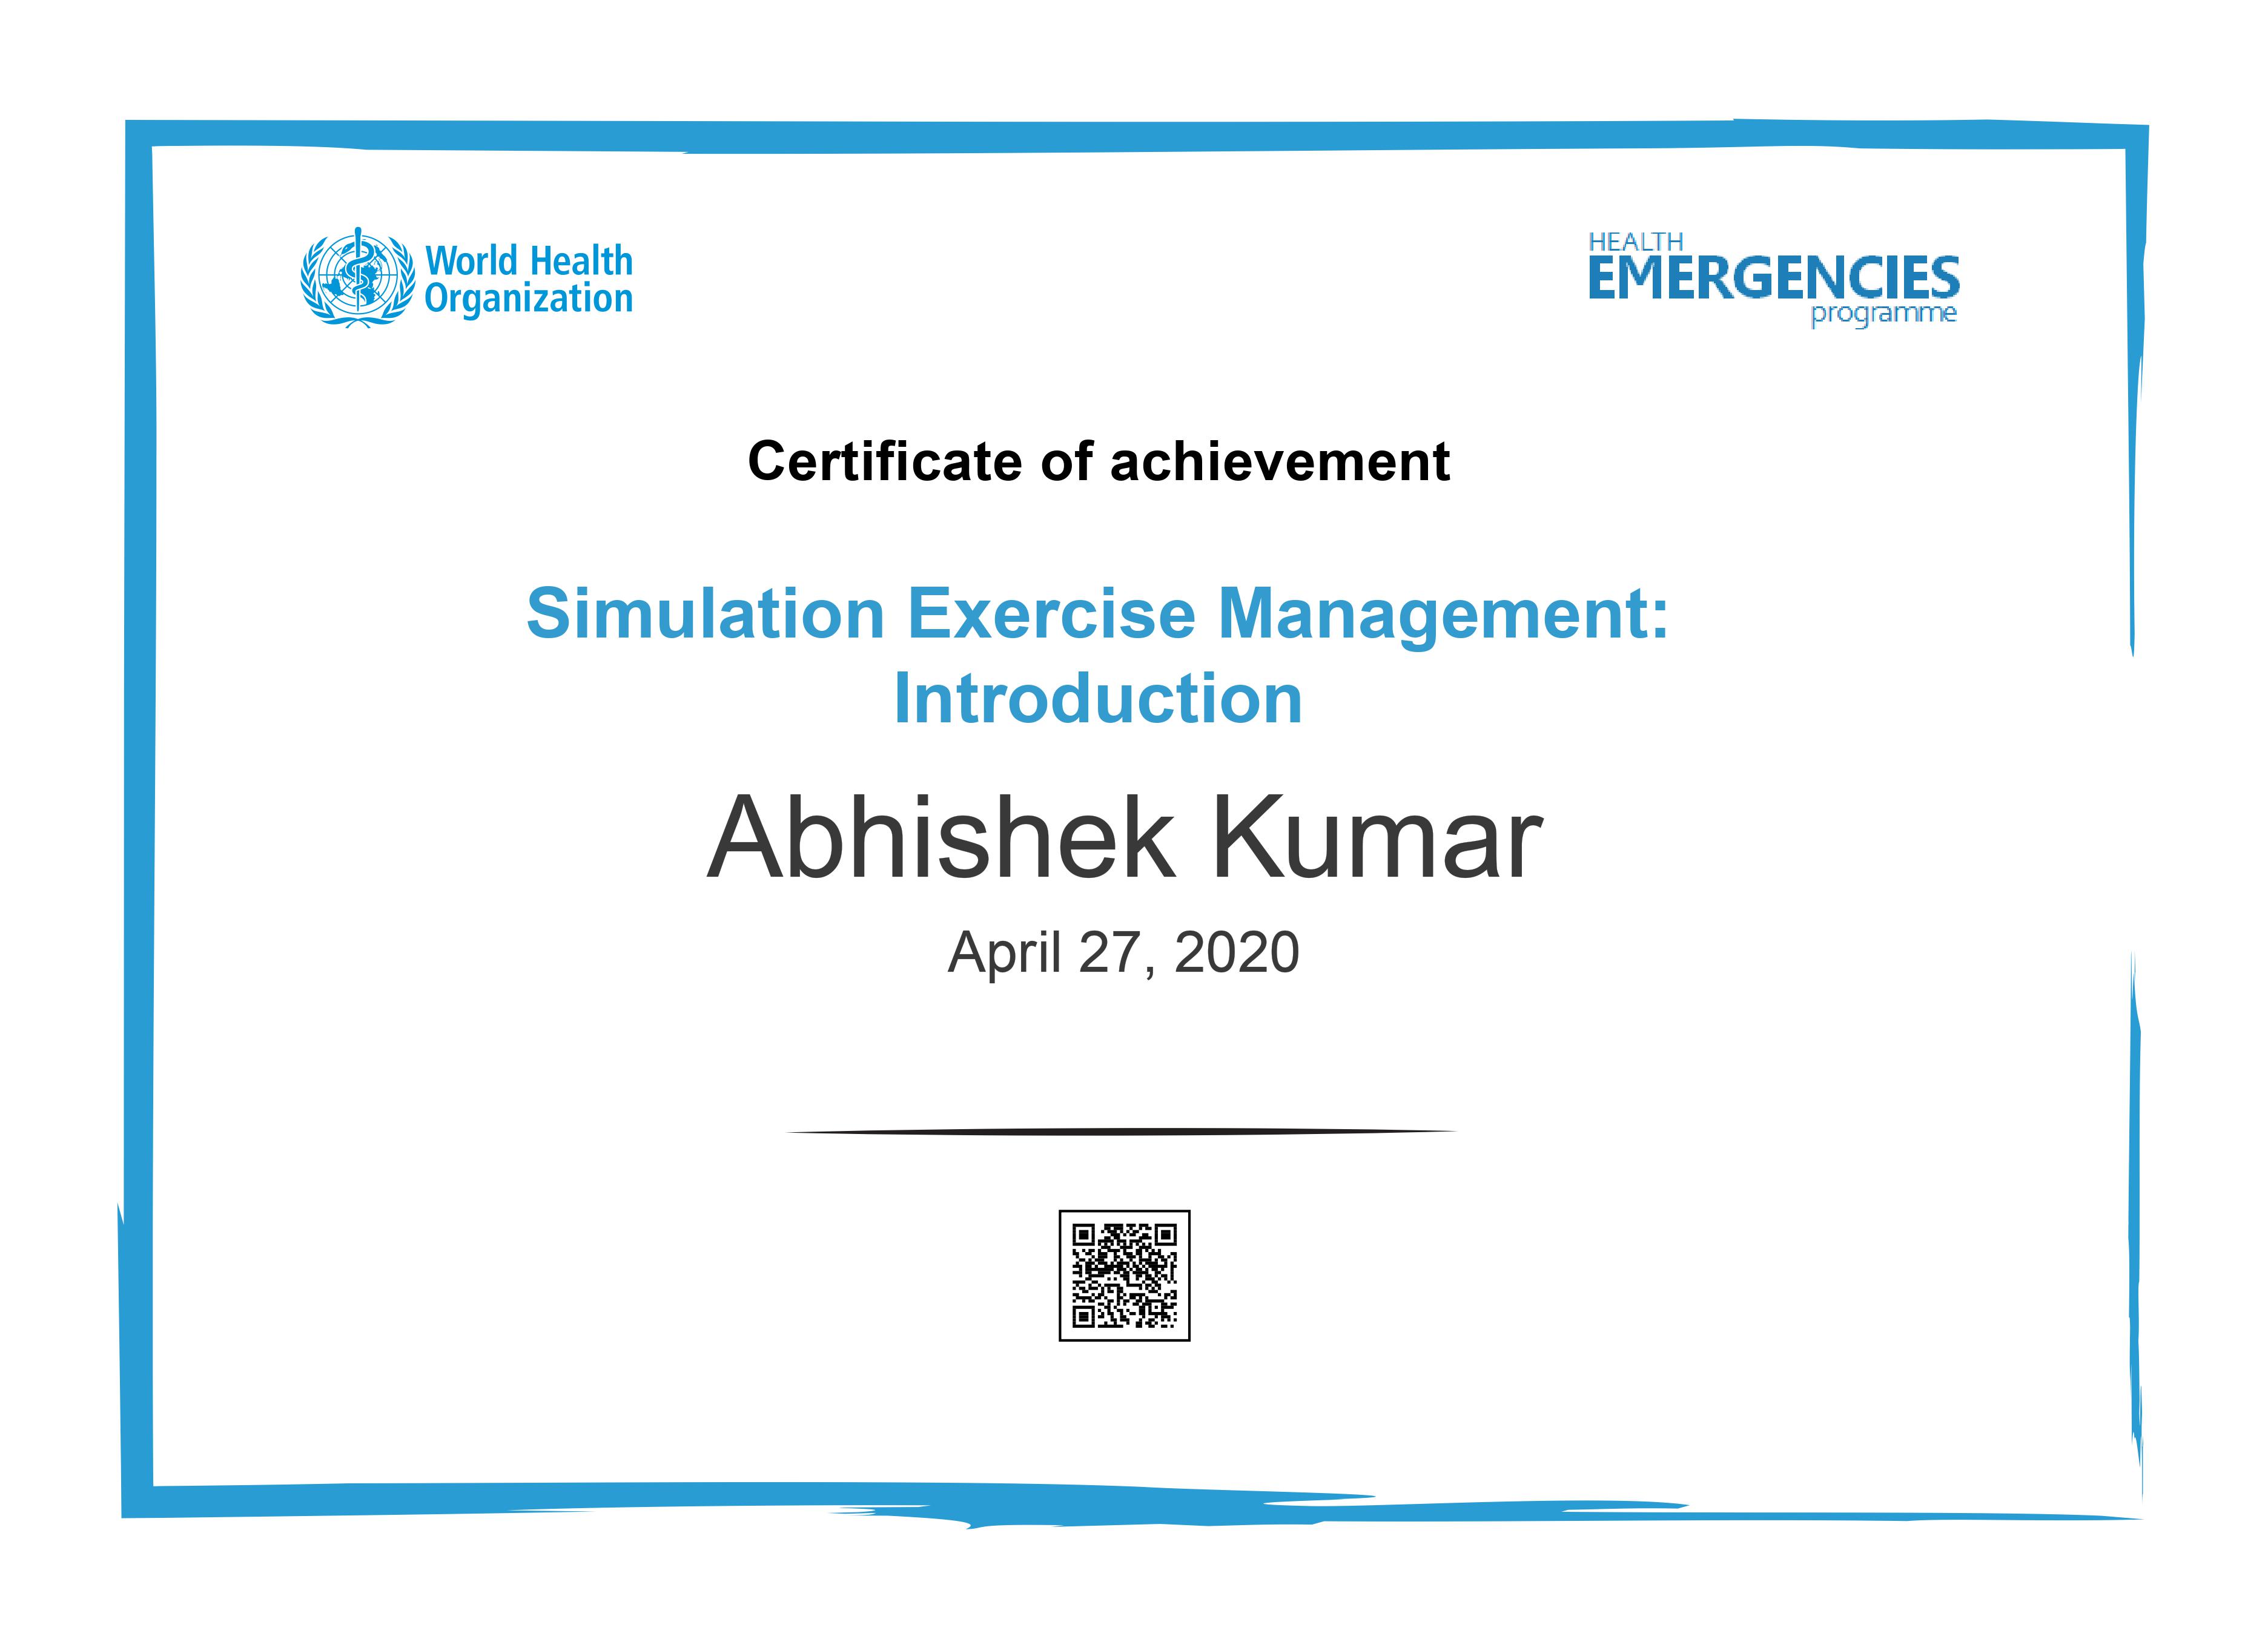 World Health
Organization
HEALTH
EMERGENCIES
programme
Certificate of achievement
Simulation Exercise Management:
Introduction
Abhishek Kumar
April 27, 2020